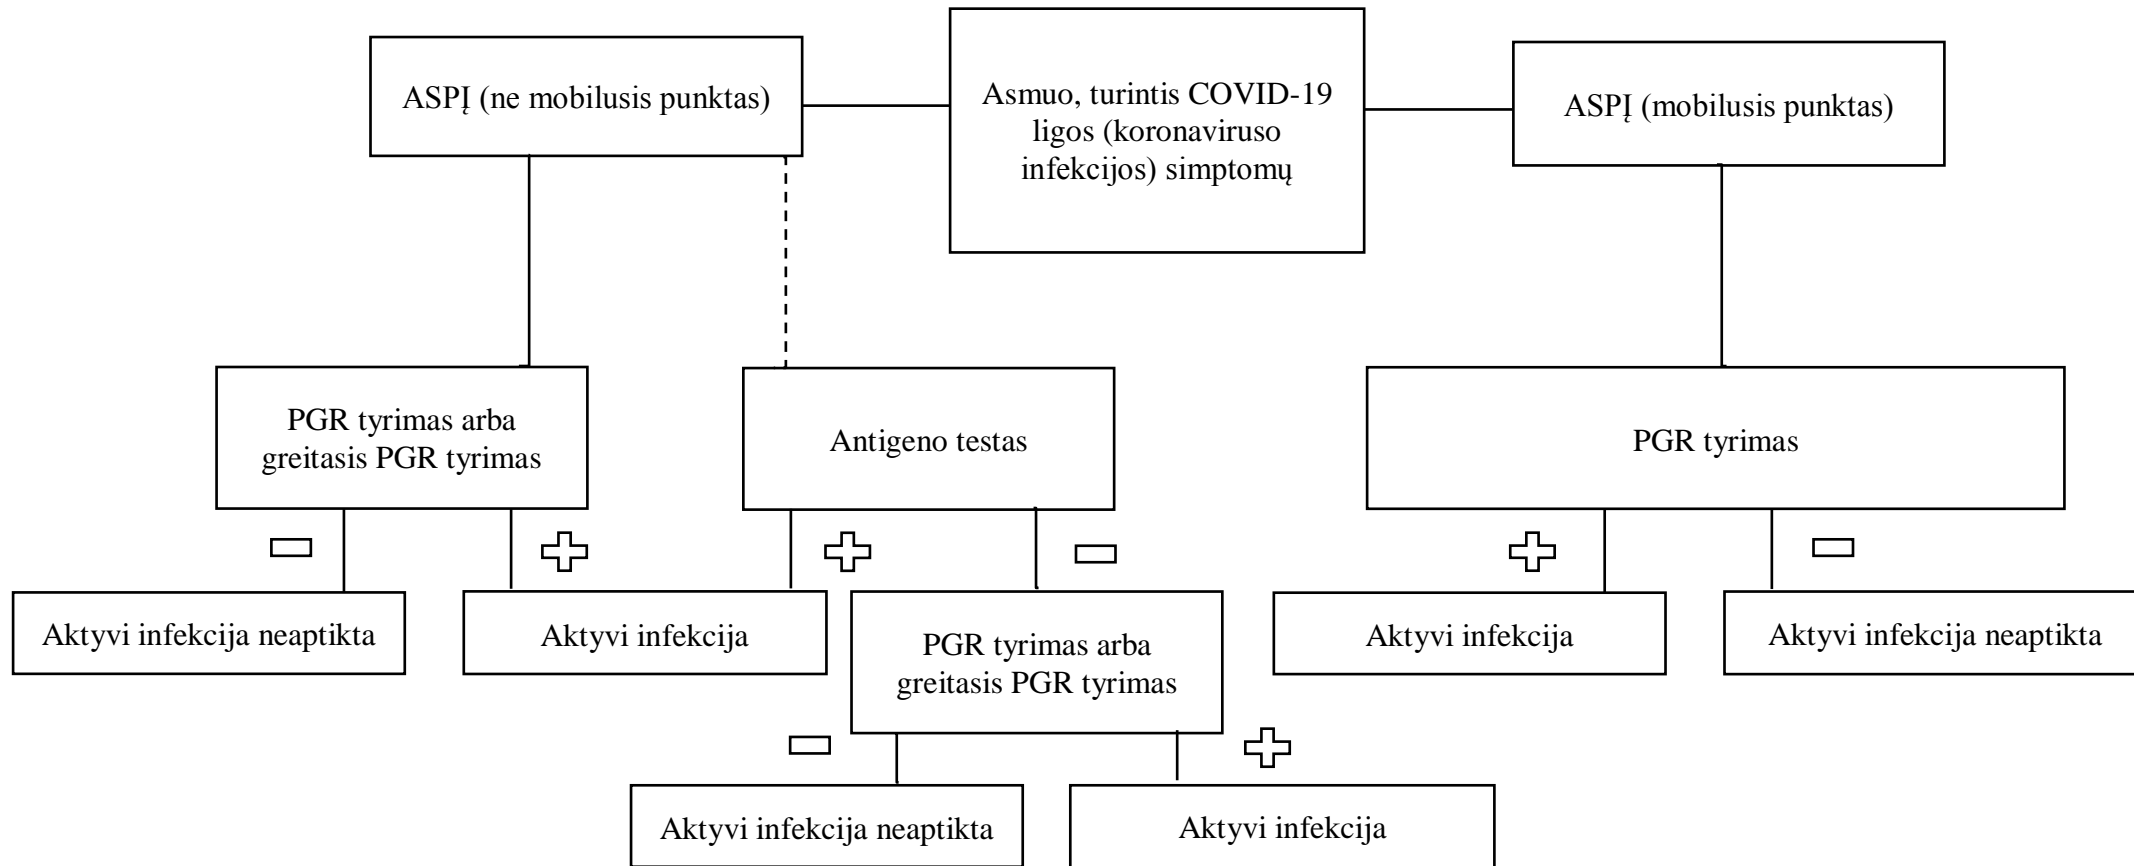 ASPĮ (ne mobilusis punktas)
Asmuo, turintis COVID-19
ligos (koronaviruso
infekcijos) simptomų
ASPĮ (mobilusis punktas)
PGR tyrimas arba
greitasis PGR tyrimas
Antigeno testas
PGR tyrimas
Aktyvi infekcija neaptikta
Aktyvi infekcija
PGR tyrimas arba
greitasis PGR tyrimas
Aktyvi infekcija
Aktyvi infekcija neaptikta
Aktyvi infekcija neaptikta
Aktyvi infekcija